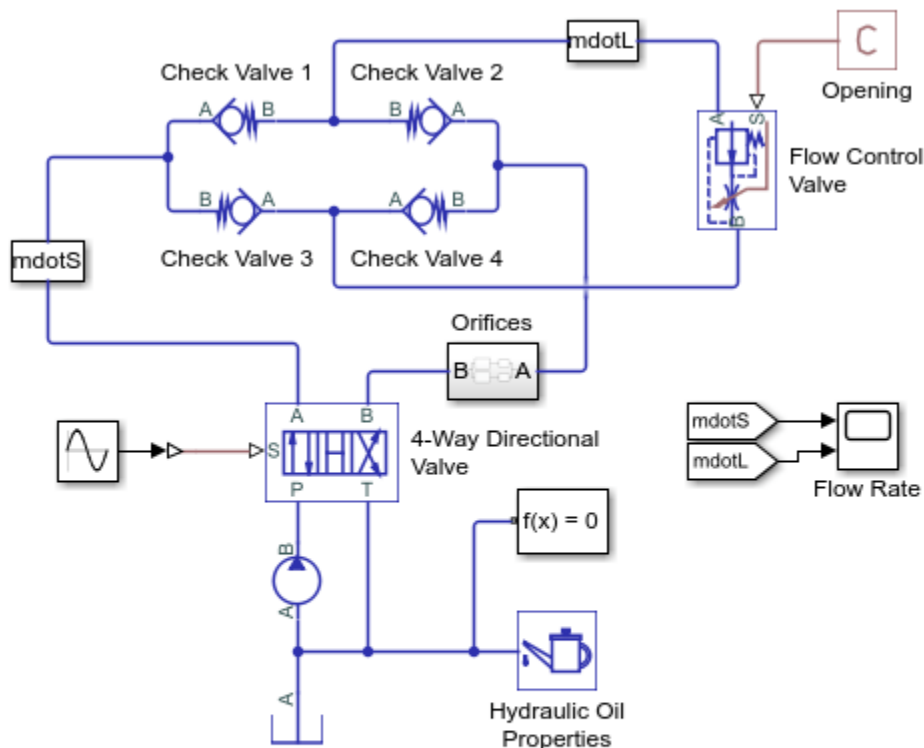 mdotL
C
Opening
Check Valve 1
Check Valve 2
A
B
B
A
A
S
Flow Control
Valve
B
B
A
A
B
Check Valve 3
Check Valve 4
mdotS
Orifices
B
A
A
B
S
4-Way Directional
Valve
P
T
mdotS
mdotL
Flow Rate
f(x) = 0
B
A
A
Hydraulic Oil
Properties